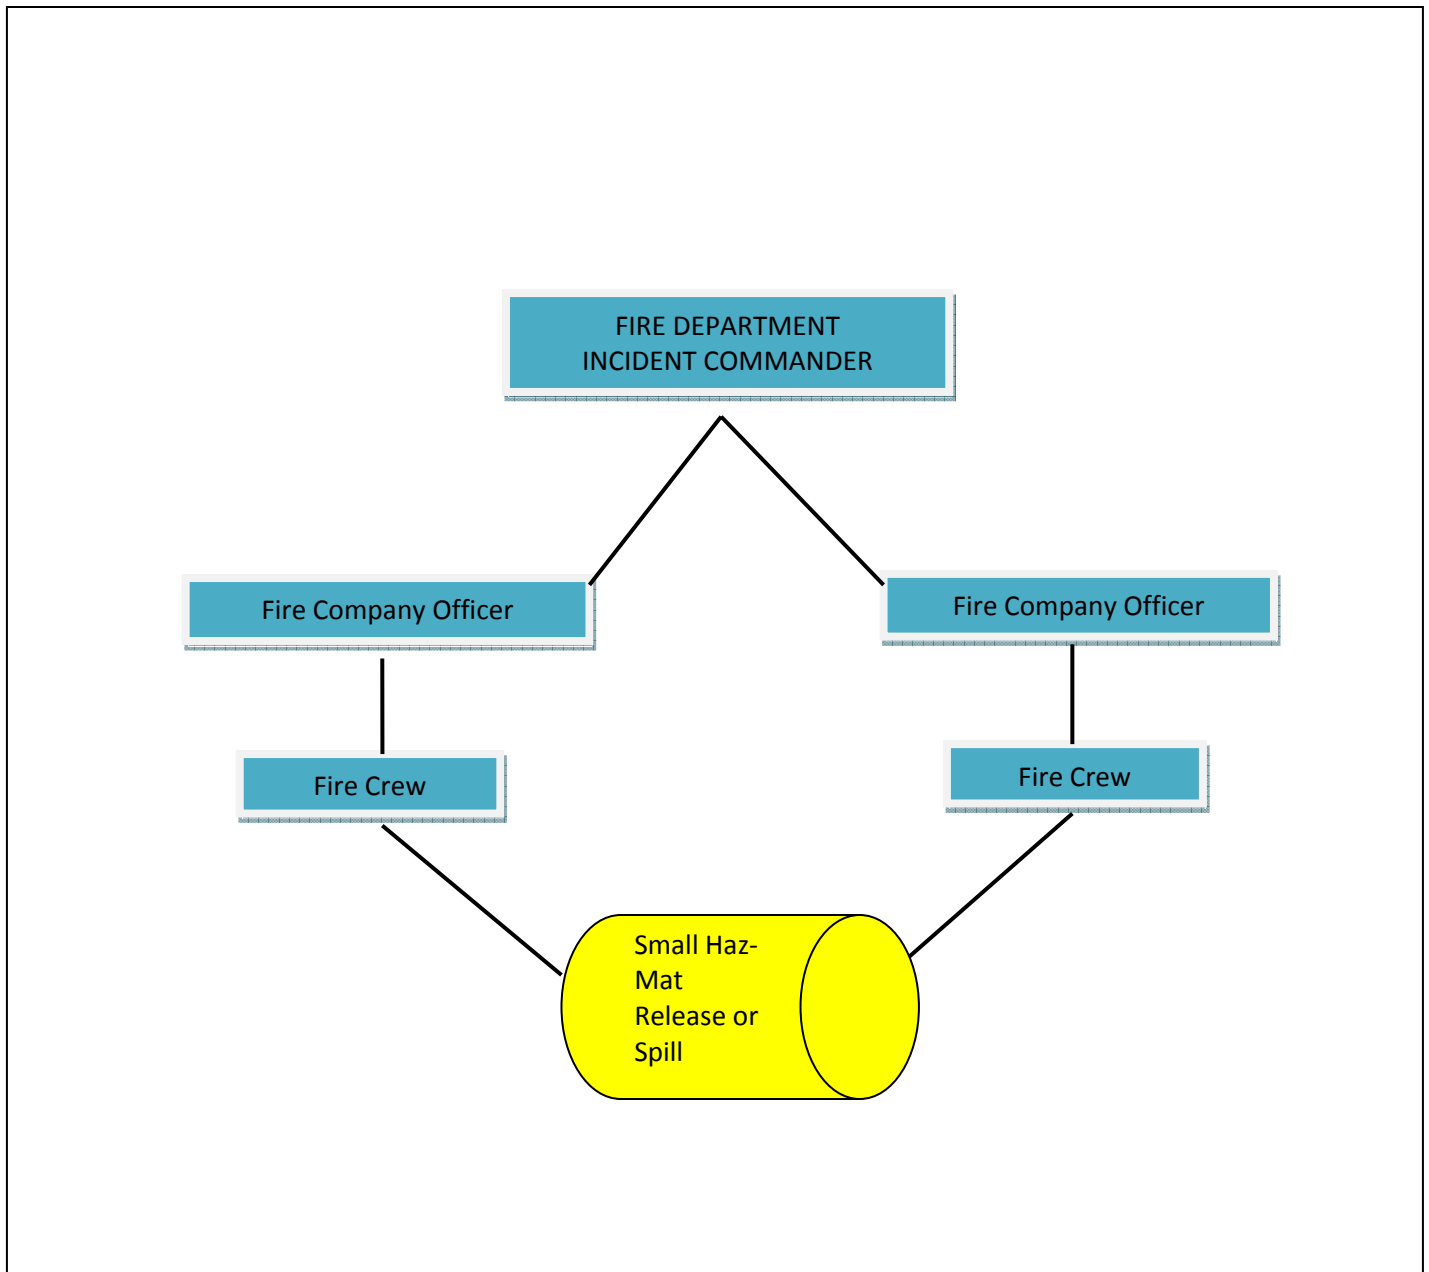 FIRE DEPARTMENT
INCIDENT COMMANDER
Fire Company Officer
Fire Company Officer
Fire Crew
Fire Crew
Small Haz-
Mat
Release or
Spill